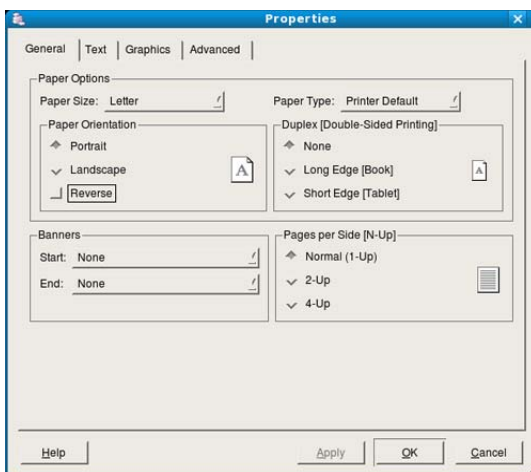 Properties
General Text Graphics Advanced
Paper Options
Paper Size: Letter
Paper Type: Printer Default
Paper Orientation
Portrait
Landscape
Reverse
A
Duplex [Double-Sided Printing]
None
Long Edge [Book]
Short Edge [Tablet]
A
Banners
Start: None
End: None
Pages per Side [N-Up]
Normal (1-Up)
2-Up
4-Up
Help Apply OK Cancel